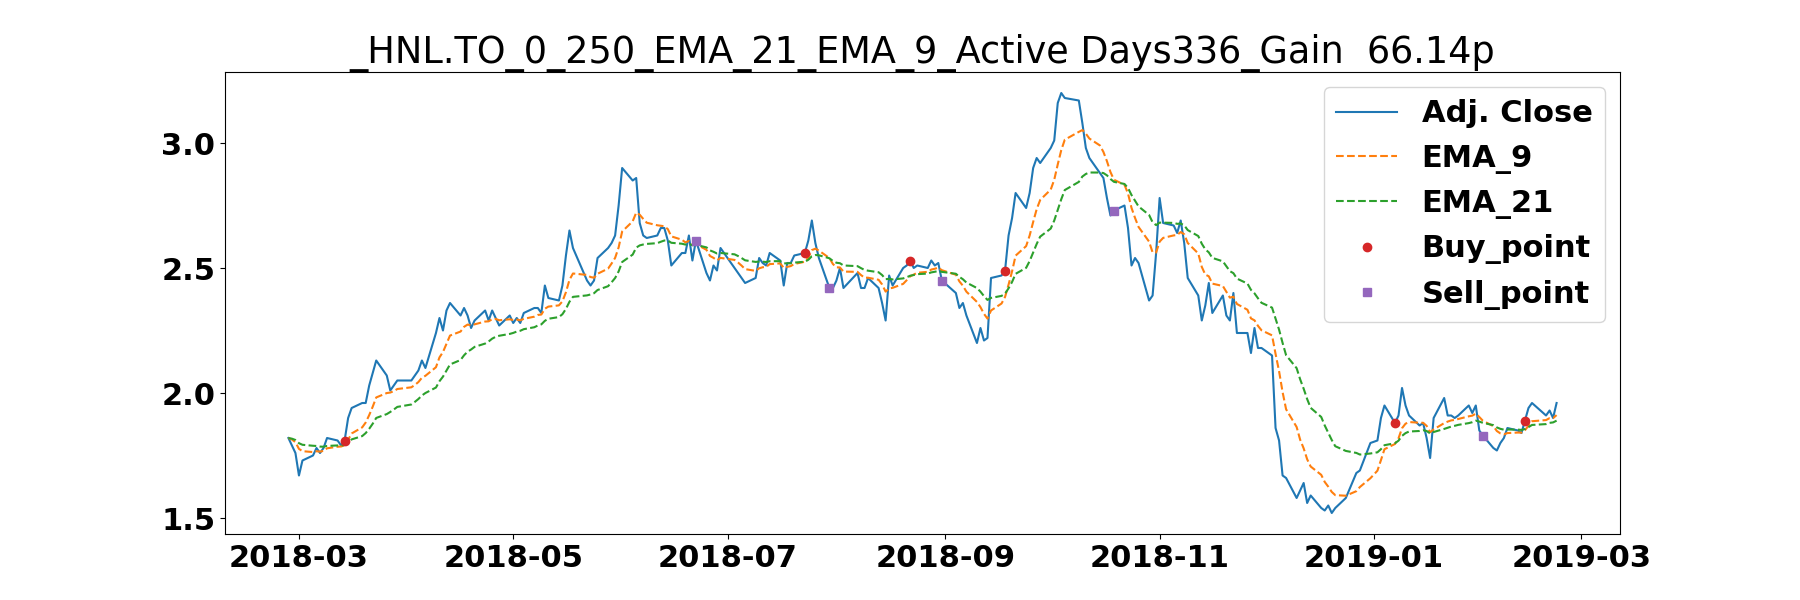 _HNL.TO_0_250_EMA_21_EMA_9_Active Days336_Gain  66.14p
Adj. Close
EMA_9
EMA_21
Buy_point
Sell_point
3.0
2.5
2.0
1.5
2018-03 2018-05 2018-07 2018-09 2018-11 2019-01 2019-03